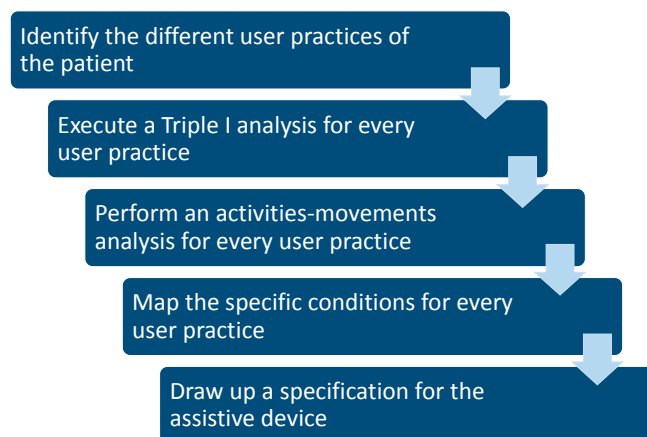 Identify the different user practices of
the patient
Execute a Triple I analysis for every
user practice
Perform an activities-movements
analysis for every user practice
Map the specific conditions for every
user practice
Draw up a specification for the
assistive device